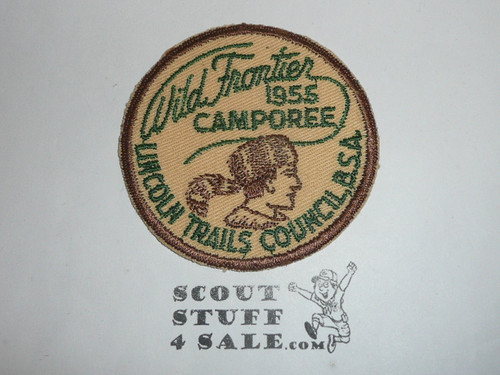 Wild Frontier
1955
CAMPOREE
LINCOLN TRAILS COUNCIL, B.S.A.
SCOUT
STUFF
4 SALE.com